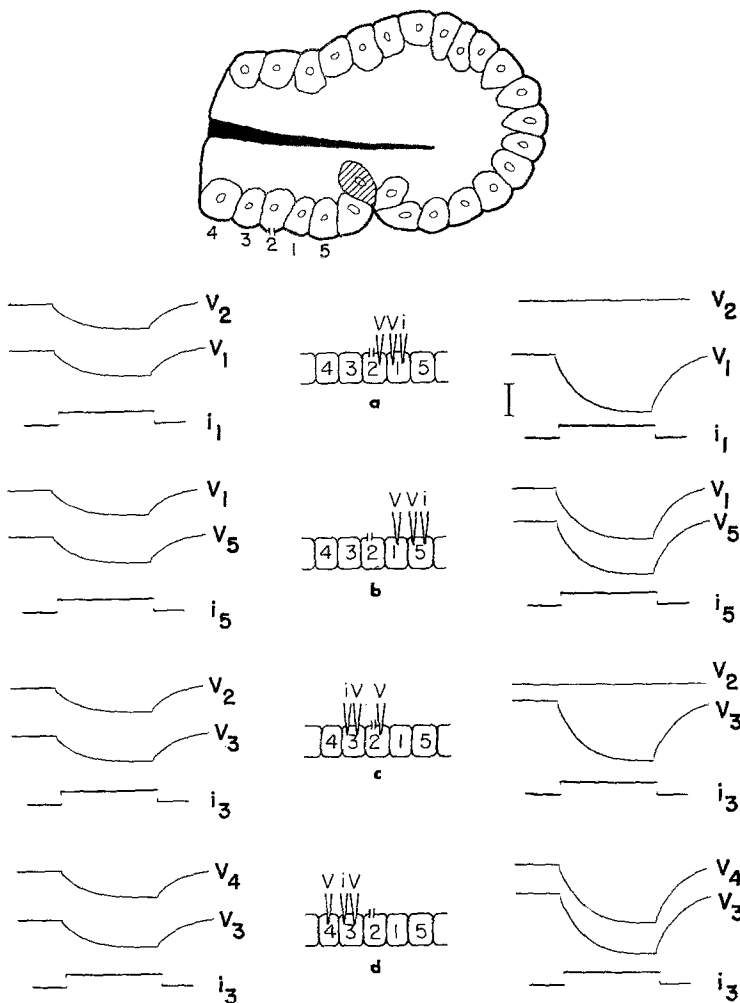 4 3 2 1 5
V2 V V i V2
V1 4 3 2 1 5 V1
a
i1 i1
V1 V V i V1
V5 4 3 2 1 5 V5
b
i5 i5
V2 i V V V2
V3 4 3 2 1 5 V3
c
i3 i3
V4 V i V V4
V3 4 3 2 1 5 V3
d
i3 i3